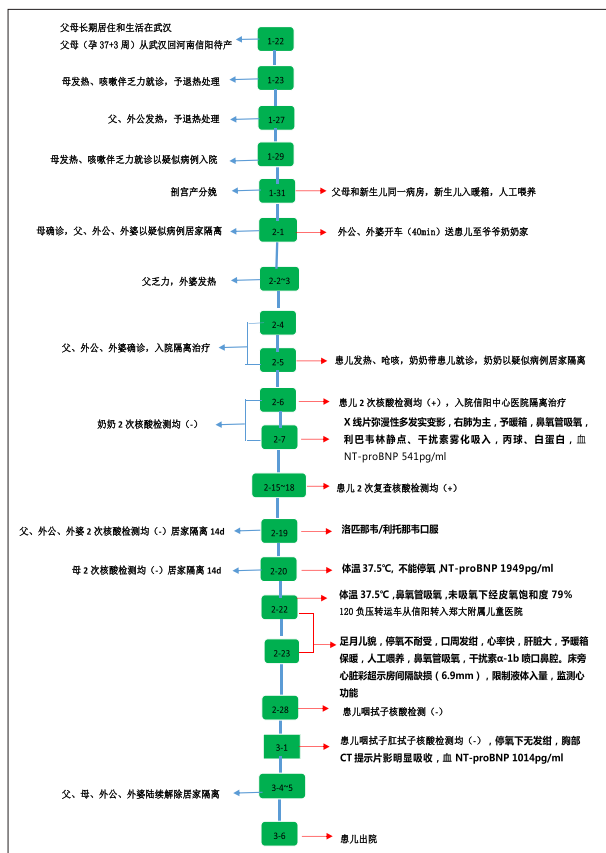 父母长期居住和生活在武汉
父母（孕 37+3 周）从武汉回河南信阳待产
1-22
母发热、咳嗽伴乏力就诊，予退热处理
1-23
父、外公发热，予退热处理
1-27
母发热、咳嗽伴乏力就诊以疑似病例入院
1-29
剖宫产分娩
1-31
父母和新生儿同一病房，新生儿入暖箱，人工喂养
母确诊，父、外公、外婆以疑似病例居家隔离
2-1
外公、外婆开车（40min）送患儿至爷爷奶奶家
父乏力，外婆发热
2-2~3
2-4
父、外公、外婆确诊，入院隔离治疗
2-5
患儿发热、呛咳，奶奶带患儿就诊，奶奶以疑似病例居家隔离
2-6
患儿 2 次核酸检测均（+），入院信阳中心医院隔离治疗
奶奶 2 次核酸检测均（-）
2-7
X 线片弥漫性多发实变影，右肺为主，予暖箱，鼻氧管吸氧，
利巴韦林静点、干扰素雾化吸入，丙球、白蛋白，血
NT-proBNP 541pg/ml
2-15~18
患儿 2 次复查核酸检测均（+）
父、外公、外婆 2 次核酸检测均（-）居家隔离 14d
2-19
洛匹那韦/利托那韦口服
母 2 次核酸检测均（-）居家隔离 14d
2-20
体温 37.5℃，不能停氧，NT-proBNP 1949pg/ml
2-22
体温 37.5℃，鼻氧管吸氧，未吸氧下经皮氧饱和度 79%
120 负压转运车从信阳转入郑大附属儿童医院
2-23
足月儿貌，停氧不耐受，口周发绀，心率快，肝脏大，予暖箱
保暖，人工喂养，鼻氧管吸氧，干扰素α-1b 喷口鼻腔。床旁
心脏彩超示房间隔缺损（6.9mm），限制液体入量，监测心
功能
2-28
患儿咽拭子核酸检测（-）
3-1
患儿咽拭子肛拭子核酸检测均（-），停氧下无发绀，胸部
CT 提示片影明显吸收，血 NT-proBNP 1014pg/ml
父、母、外公、外婆陆续解除居家隔离
3-4~5
3-6
患儿出院